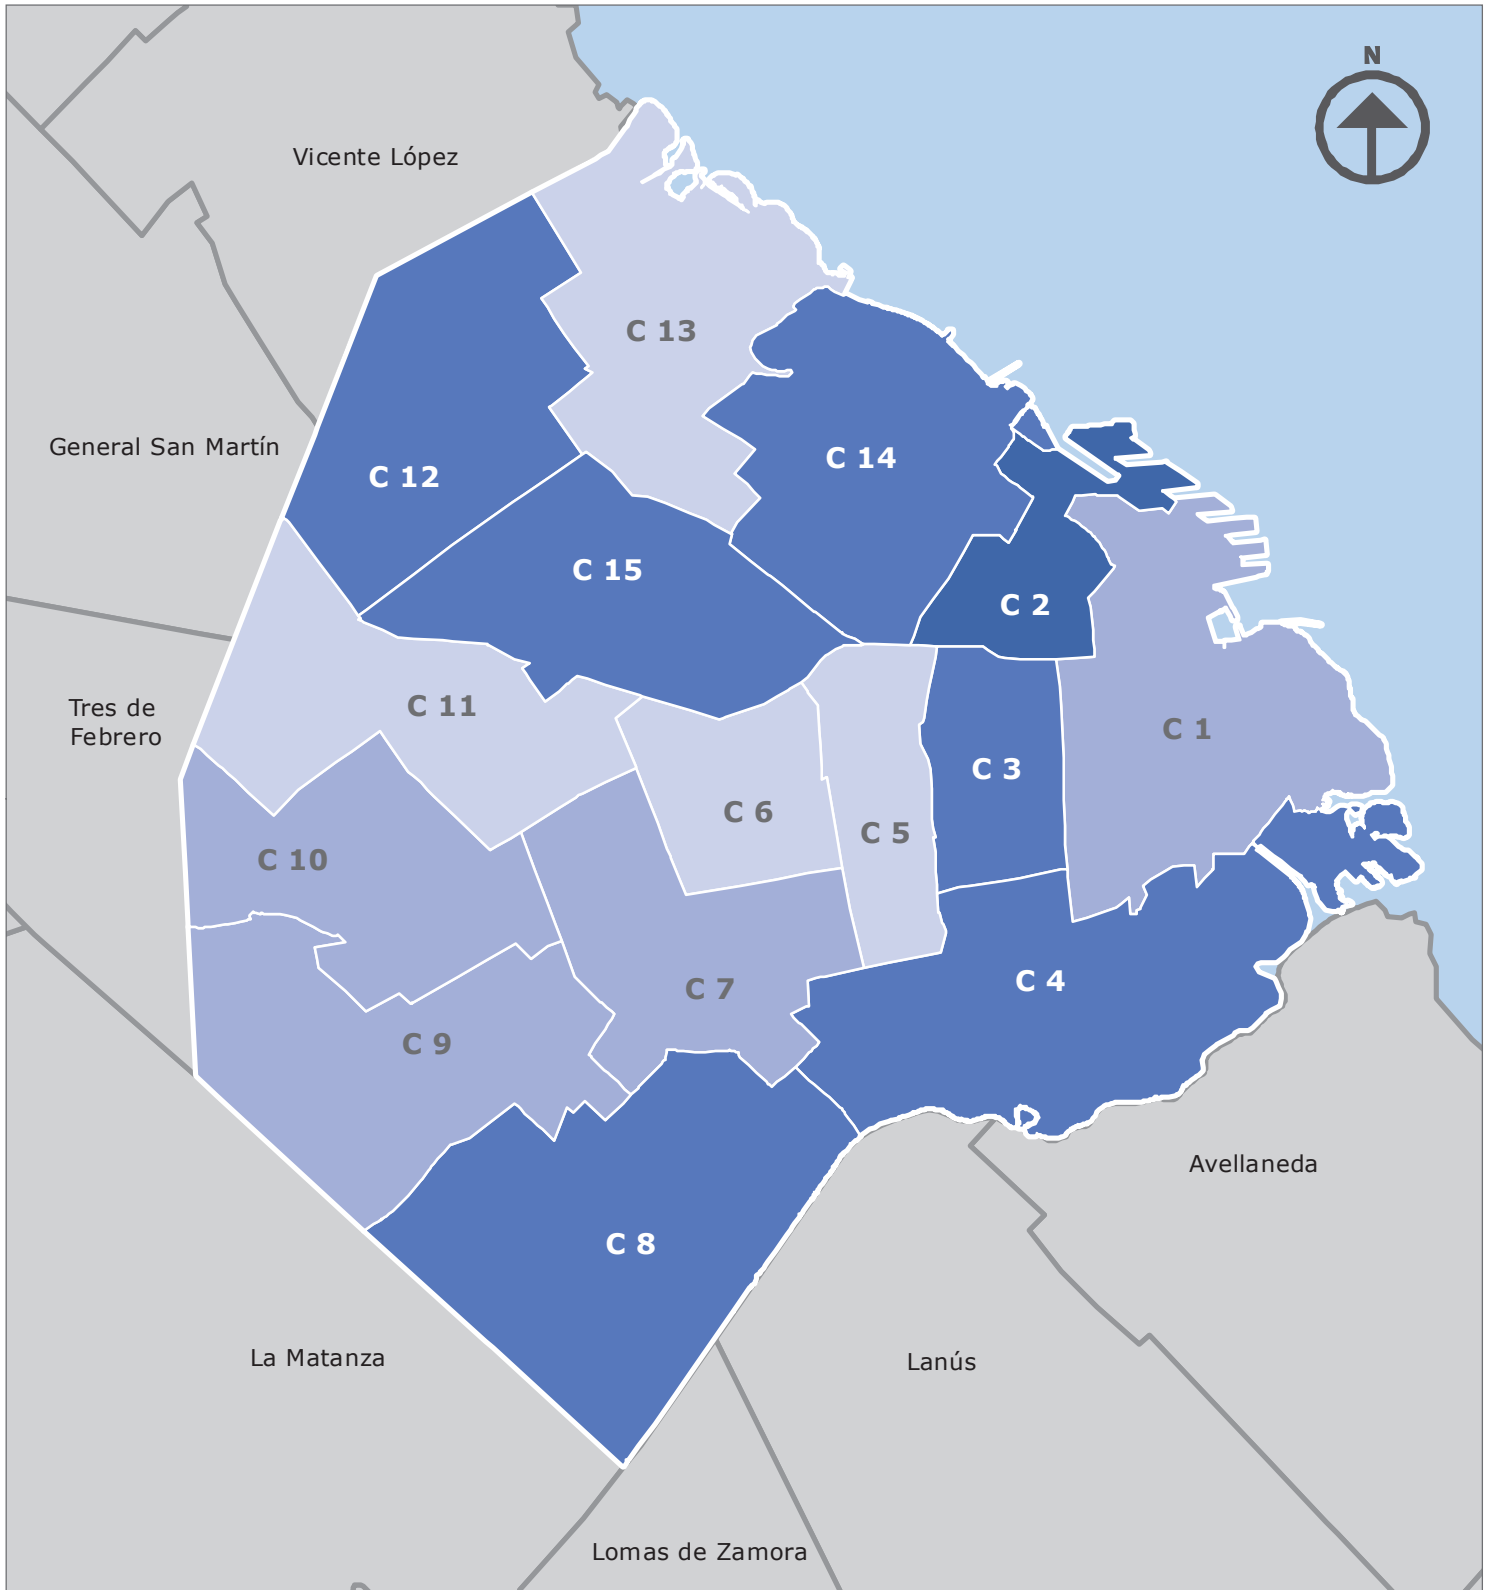 N
Vicente López
C 13
General San Martín
C 12
C 14
C 15
C 2
Tres de
Febrero
C 11
C 1
C 3
C 6
C 5
C 10
C 7
C 4
C 9
Avellaneda
C 8
La Matanza
Lanús
Lomas de Zamora